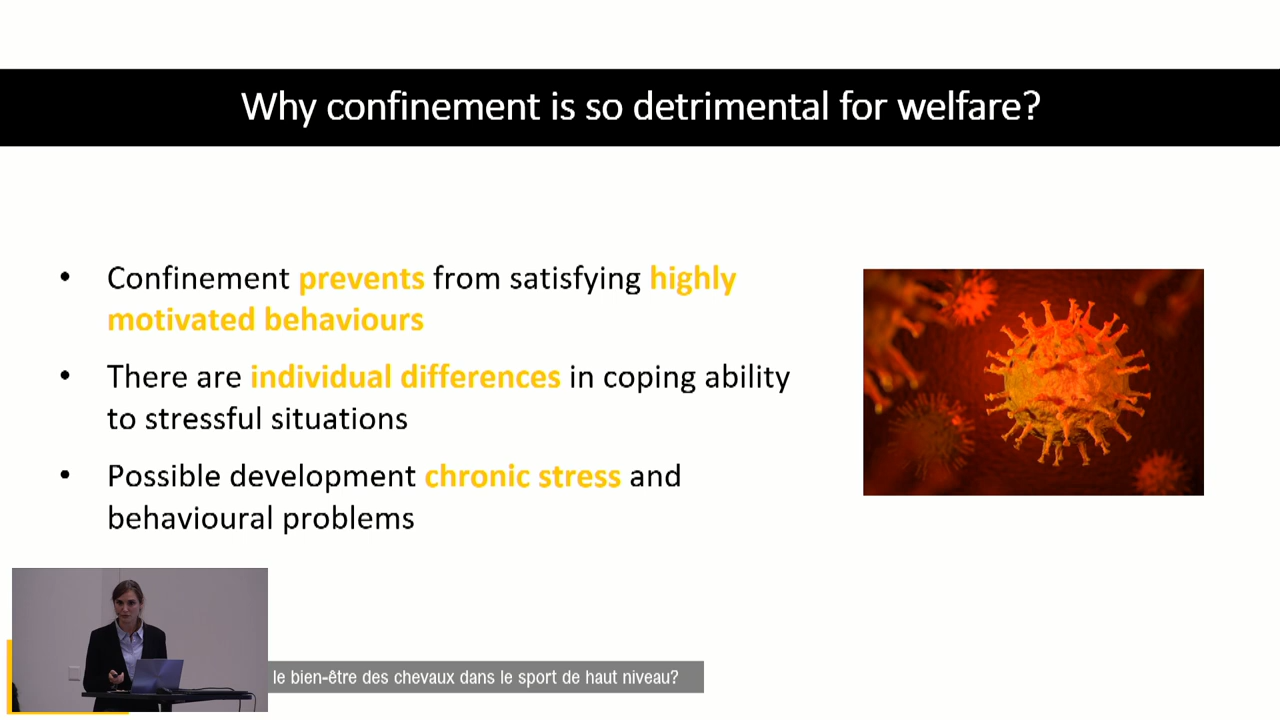 Why confinement is so detrimental for welfare?
• Confinement prevents from satisfying highly
motivated behaviours
• There are individual differences in coping ability
to stressful situations
• Possible development chronic stress and
behavioural problems
le bien-être des chevaux dans le sport de haut niveau?